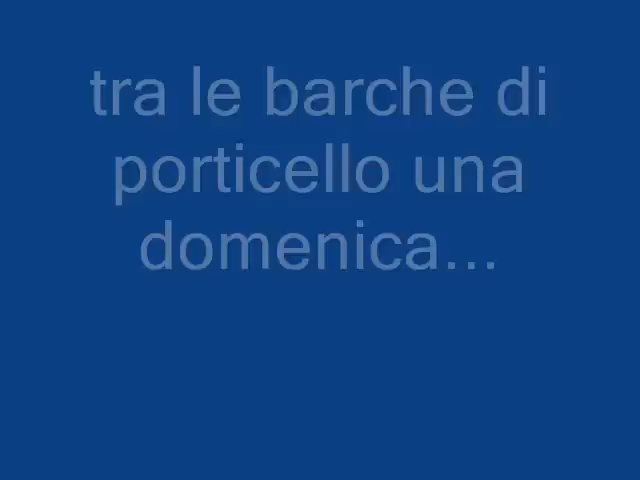 tra le barche di
porticello una
domenica...